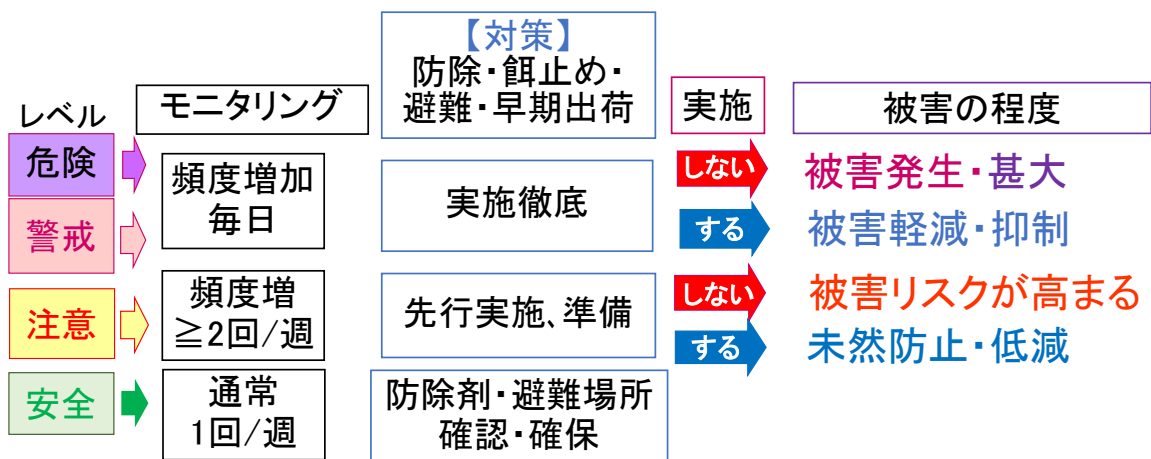 【対策】
防除・餌止め・
避難・早期出荷
レベル
モニタリング
実施
被害の程度
危険
警戒
頻度増加
毎日
実施徹底
しない
被害発生・甚大
する
被害軽減・抑制
注意
頻度増
≧2回/週
先行実施、準備
しない
被害リスクが高まる
する
未然防止・低減
安全
通常
1回/週
防除剤・避難場所
確認・確保